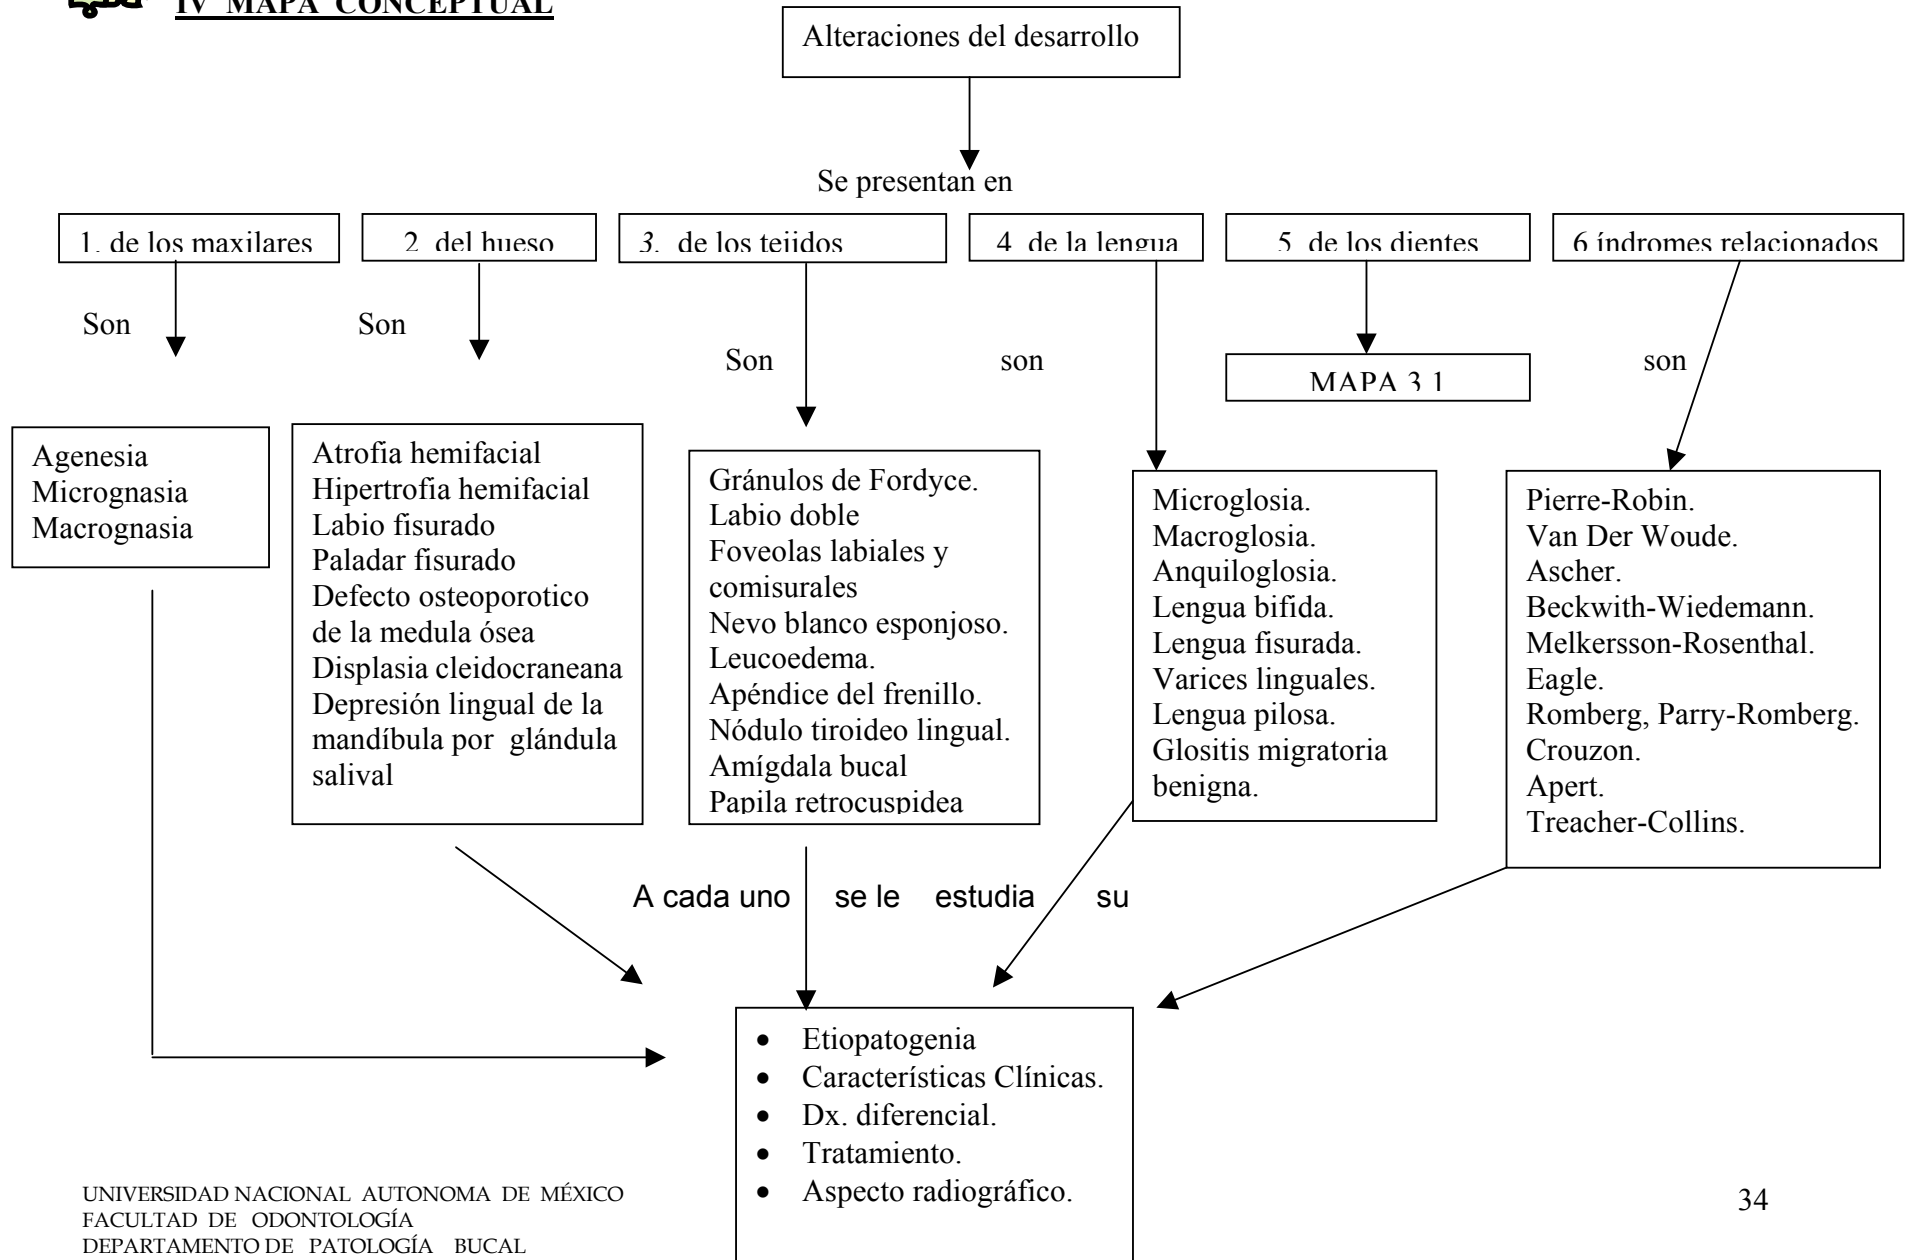 IV MAPA CONCEPTUAL
Alteraciones del desarrollo
Se presentan en
1. de los maxilares
2 del hueso
3. de los tejidos
4 de la lengua
5 de los dientes
6 índromes relacionados
Son
Son
Son
son
MAPA 3.1
son
Agenesia
Micrognasia
Macrognasia
Atrofia hemifacial
Hipertrofia hemifacial
Labio fisurado
Paladar fisurado
Defecto osteoporotico
de la medula ósea
Displasia cleidocraneana
Depresión lingual de la
mandíbula por glándula
salival
Gránulos de Fordyce.
Labio doble
Foveolas labiales y
comisurales
Nevo blanco esponjoso.
Leucoedema.
Apéndice del frenillo.
Nódulo tiroideo lingual.
Amígdala bucal
Papila retrocuspidea
Microglosia.
Macroglosia.
Anquiloglosia.
Lengua bifida.
Lengua fisurada.
Varices linguales.
Lengua pilosa.
Glositis migratoria
benigna.
Pierre-Robin.
Van Der Woude.
Ascher.
Beckwith-Wiedemann.
Melkersson-Rosenthal.
Eagle.
Romberg, Parry-Romberg.
Crouzon.
Apert.
Treacher-Collins.
A cada uno se le estudia su
• Etiopatogenia
• Características Clínicas.
• Dx. diferencial.
• Tratamiento.
• Aspecto radiográfico.
UNIVERSIDAD NACIONAL AUTONOMA DE MÉXICO
FACULTAD DE ODONTOLOGÍA
DEPARTAMENTO DE PATOLOGÍA BUCAL
34